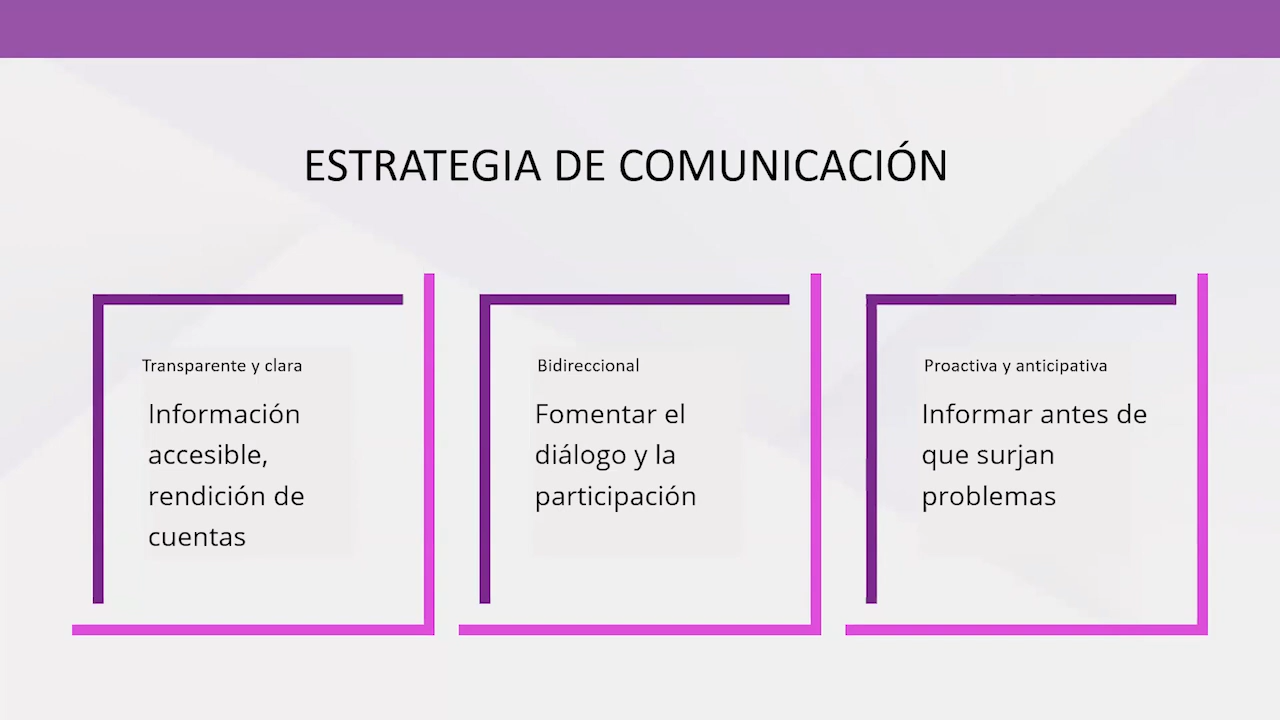 ESTRATEGIA DE COMUNICACIÓN
Transparente y clara
Información
accesible,
rendición de
cuentas
Bidireccional
Fomentar el
diálogo y la
participación
Proactiva y anticipativa
Informar antes de
que surjan
problemas